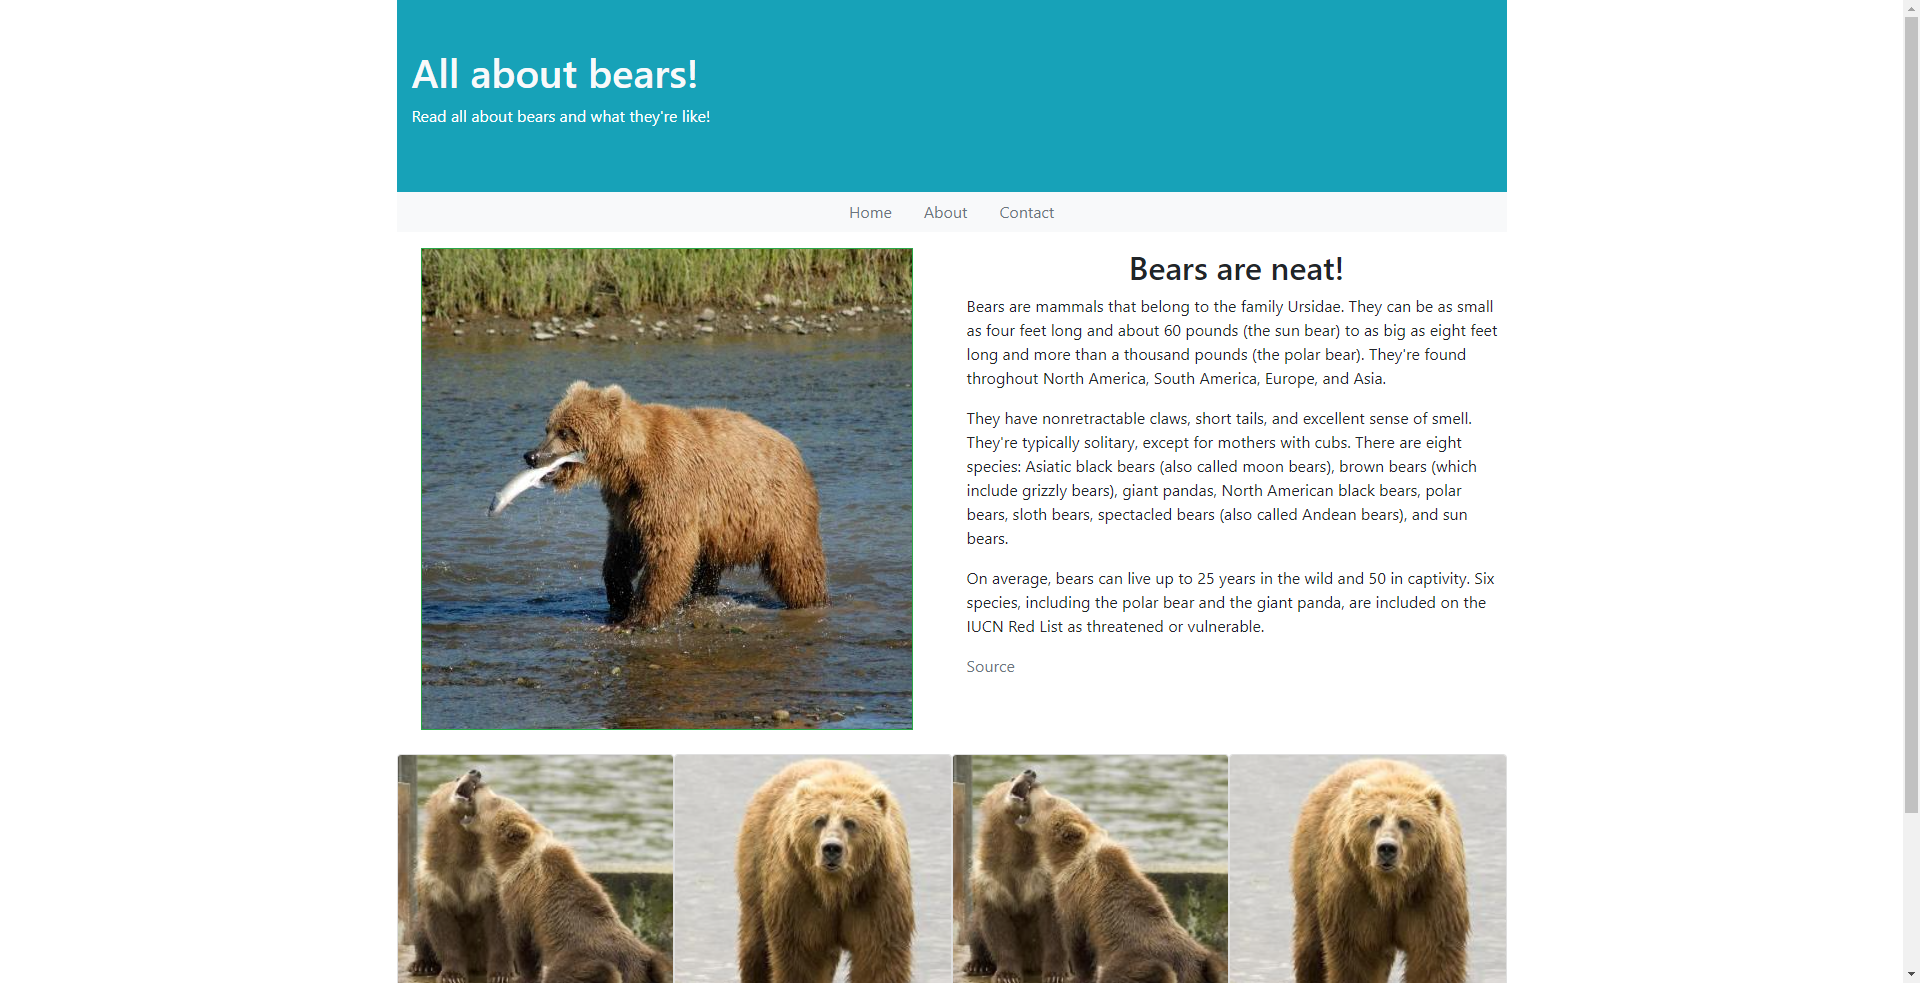 All about bears!
Read all about bears and what they're like!
Home About Contact
Bears are neat!
Bears are mammals that belong to the family Ursidae. They can be as small
as four feet long and about 60 pounds (the sun bear) to as big as eight feet
long and more than a thousand pounds (the polar bear). They're found
throghout North America, South America, Europe, and Asia.
They have nonretractable claws, short tails, and excellent sense of smell.
They're typically solitary, except for mothers with cubs. There are eight
species: Asiatic black bears (also called moon bears), brown bears (which
include grizzly bears), giant pandas, North American black bears, polar
bears, sloth bears, spectacled bears (also called Andean bears), and sun
bears.
On average, bears can live up to 25 years in the wild and 50 in captivity. Six
species, including the polar bear and the giant panda, are included on the
IUCN Red List as threatened or vulnerable.
Source